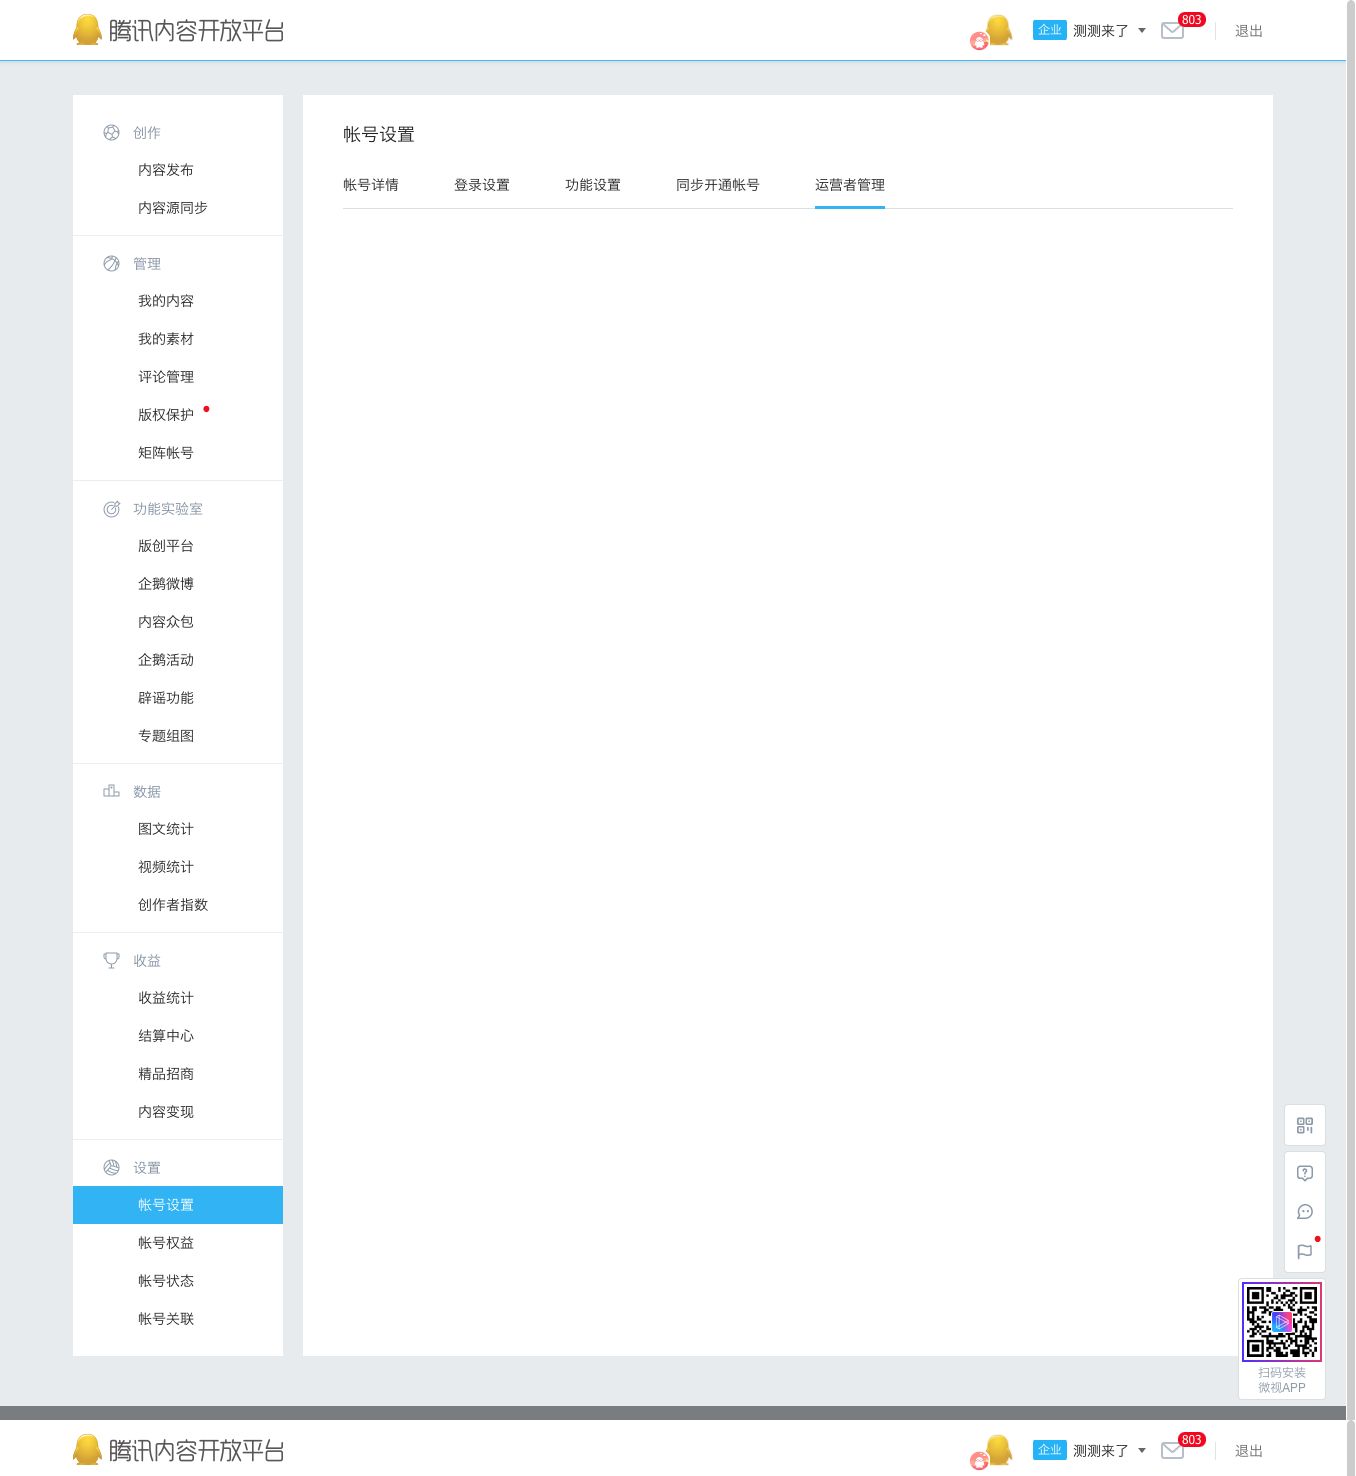 腾讯内容开放平台
企业 测测来了 803 退出
创作
内容发布
内容源同步
管理
我的内容
我的素材
评论管理
版权保护
矩阵帐号
功能实验室
版创平台
企鹅微博
内容众包
企鹅活动
辟谣功能
专题组图
数据
图文统计
视频统计
创作者指数
收益
收益统计
结算中心
精品招商
内容变现
设置
帐号设置
帐号权益
帐号状态
帐号关联
帐号设置
帐号详情 登录设置 功能设置 同步开通帐号 运营者管理
扫码安装
微视APP
腾讯内容开放平台
企业 测测来了 803 退出